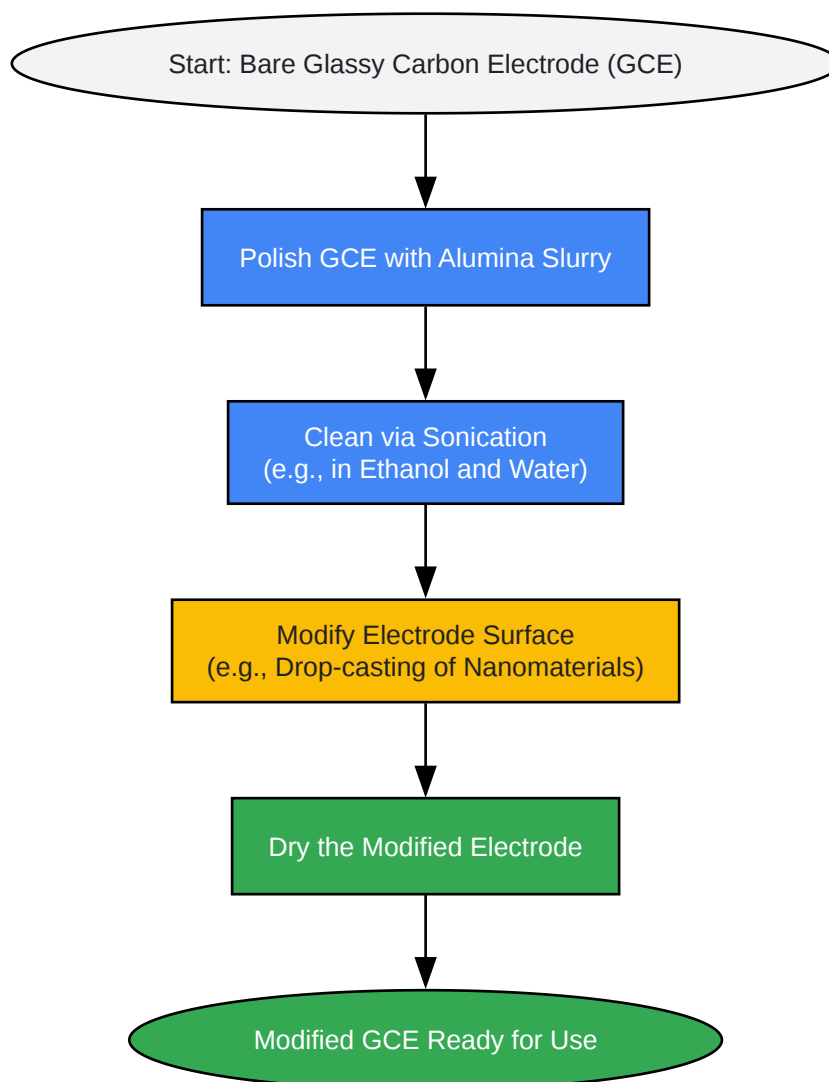 Start: Bare Glassy Carbon Electrode (GCE)
Polish GCE with Alumina Slurry
Clean via Sonication
(e.g., in Ethanol and Water)
Modify Electrode Surface
(e.g., Drop-casting of Nanomaterials)
Dry the Modified Electrode
Modified GCE Ready for Use